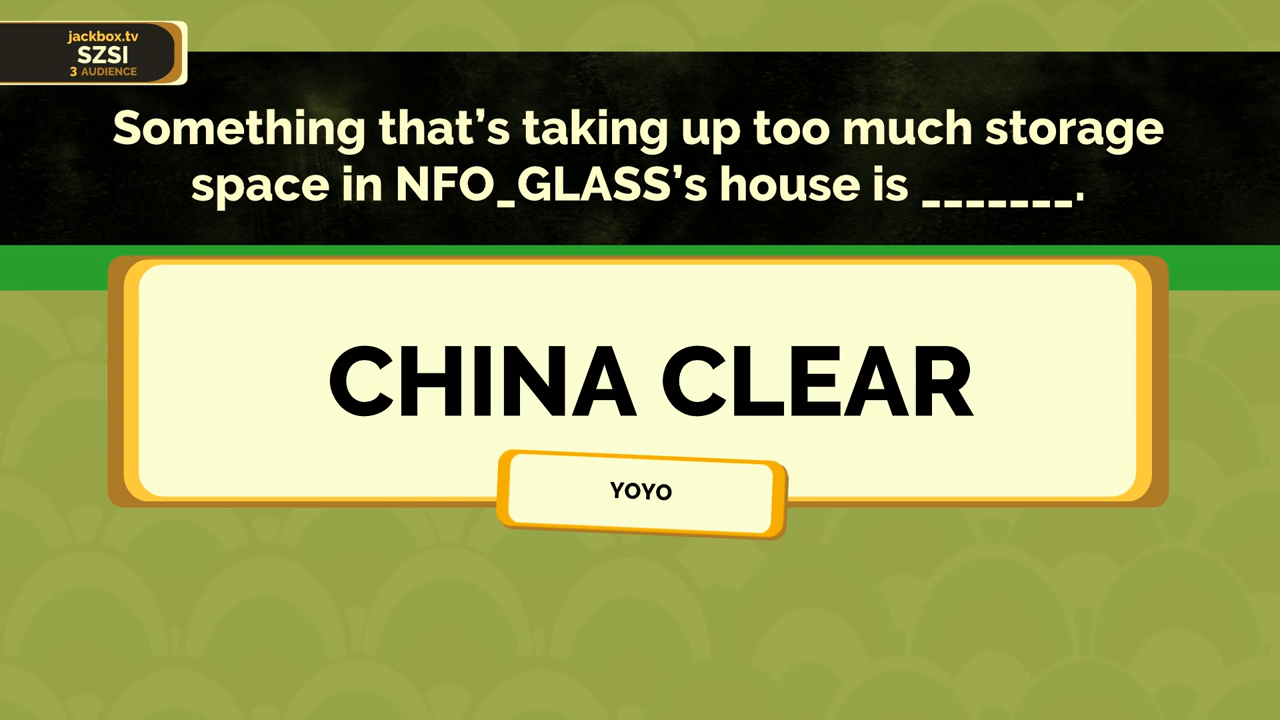 jackbox.tv
SZSI
3 AUDIENCE
Something that’s taking up too much storage
space in NFO_GLASS’s house is _______.
CHINA CLEAR
YOYO